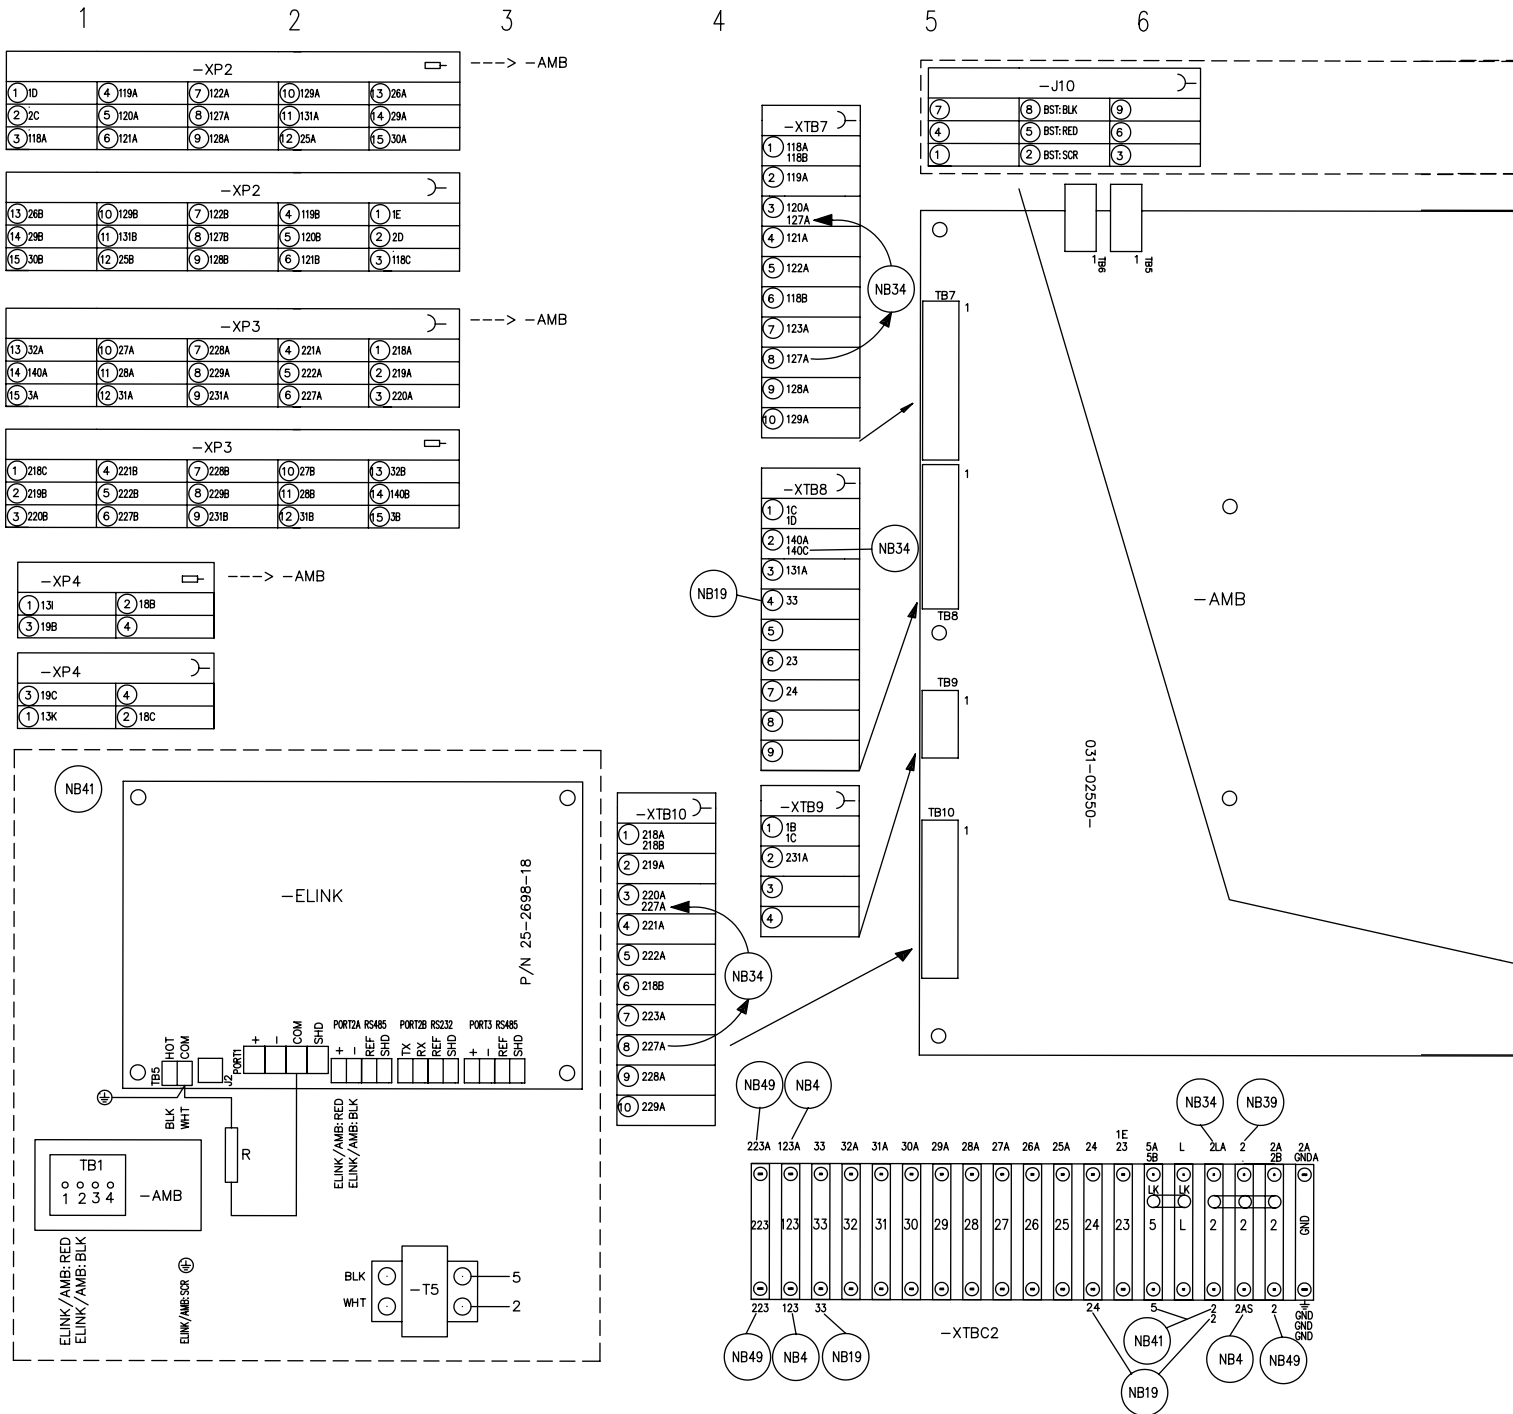 1 2 3 4 5 6
-XP2 ---> -AMB
1 1D 4 119A 7 122A 10 129A 13 26A
2 2C 5 120A 8 127A 11 131A 14 29A
3 118A 6 121A 9 128A 12 25A 15 30A
-XP2
13 26B 10 129B 7 122B 4 119B 1 1E
14 29B 11 131B 8 127B 5 120B 2 2D
15 30B 12 25B 9 128B 6 121B 3 118C
-XP3 ---> -AMB
13 32A 10 27A 7 228A 4 221A 1 218A
14 140A 11 28A 8 229A 5 222A 2 219A
15 3A 12 31A 9 231A 6 227A 3 220A
-XP3
1 218C 4 221B 7 228B 10 27B 13 32B
2 219B 5 222B 8 229B 11 28B 14 140B
3 220B 6 227B 9 231B 12 31B 15 3B
-XP4 ---> -AMB
1 13I 2 18B
3 19B 4
-XP4
3 19C 4
1 13K 2 18C
-J10
7 8 BST:BLK 9
4 5 BST:RED 6
1 2 BST:SCR 3
-XTB7
1 118A
118B
2 119A
3 120A
127A
4 121A
5 122A
6 118B
7 123A
8 127A
9 128A
10 129A
NB34
-XTB8
1 1C
1D
2 140A
140C
3 131A
4 33
5
6 23
7 24
8
9
NB34
NB19
-XTB9
1 1B
1C
2 231A
3
4
-XTB10
1 218A
218B
2 219A
3 220A
227A
4 221A
5 222A
6 218B
7 223A
8 227A
9 228A
10 229A
NB34
1 TB6
1 TB5
TB7 1
1
TB8
TB9 1
TB10 1
-AMB
031-02550-
NB41
-ELINK
P/N 25-2698-18
TB5 HOT COM
J2
PORT1 + - COM SHD
PORT2A RS485 PORT2B RS232 PORT3 RS485
+ - REF SHD TX RX REF SHD + - REF SHD
BLK
WHT
R
ELINK/AMB:RED
ELINK/AMB:BLK
TB1
1 2 3 4
-AMB
ELINK/AMB:RED
ELINK/AMB:BLK
ELINK/AMB:SCR
BLK 5
-T5
WHT 2
NB49 NB4 NB34 NB39
1E
223A 123A 33 32A 31A 30A 29A 28A 27A 26A 25A 24 23 5A L 2LA 2 2A 2A
5B 2B GNDA
LK LK
223 123 33 32 31 30 29 28 27 26 25 24 23 5 L 2 2 2 GND
223 123 33 24 5 2 2AS 2
2
GND
GND
GND
-XTBC2
NB49 NB4 NB19 NB41 NB4 NB49
NB19